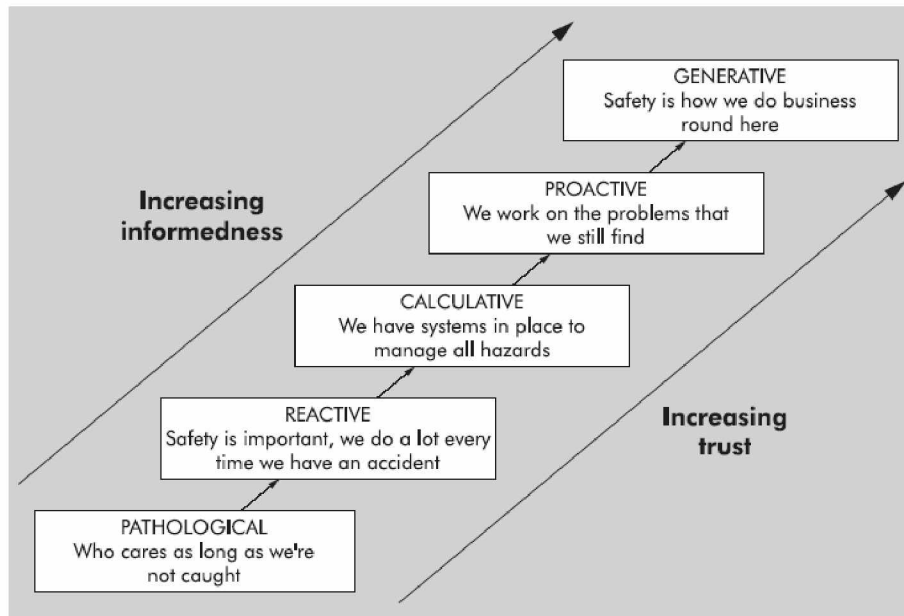 GENERATIVE
Safety is how we do business
round here
PROACTIVE
We work on the problems that
we still find
Increasing
informedness
CALCULATIVE
We have systems in place to
manage all hazards
REACTIVE
Safety is important, we do a lot every
time we have an accident
Increasing
trust
PATHOLOGICAL
Who cares as long as we're
not caught